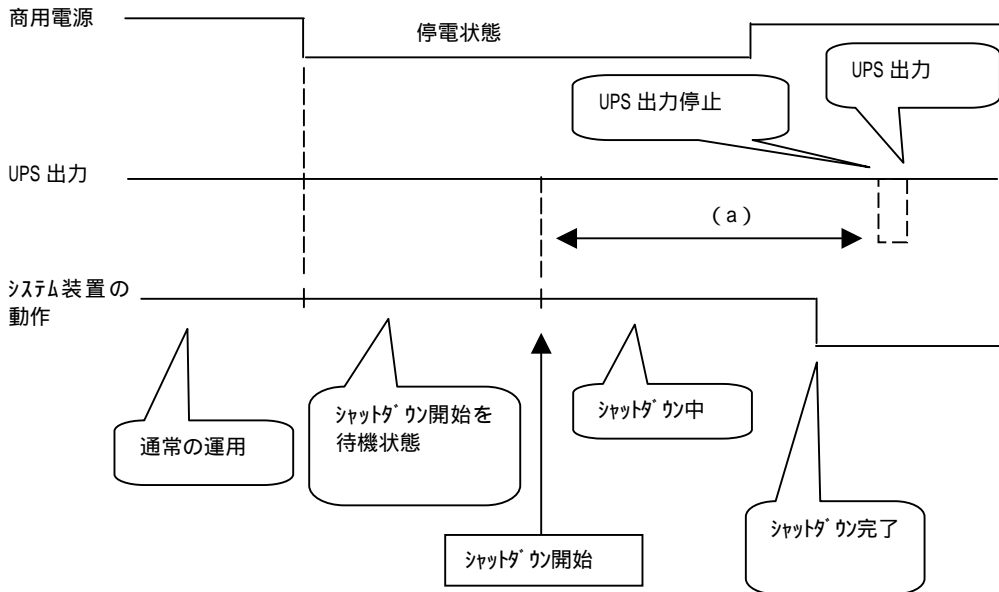 商用電源
停電状態
UPS 出力
UPS 出力停止
UPS 出力
(a)
システム装置の
動作
通常の運用
シャットダウン開始を
待機状態
シャットダウン中
シャットダウン完了
シャットダウン開始